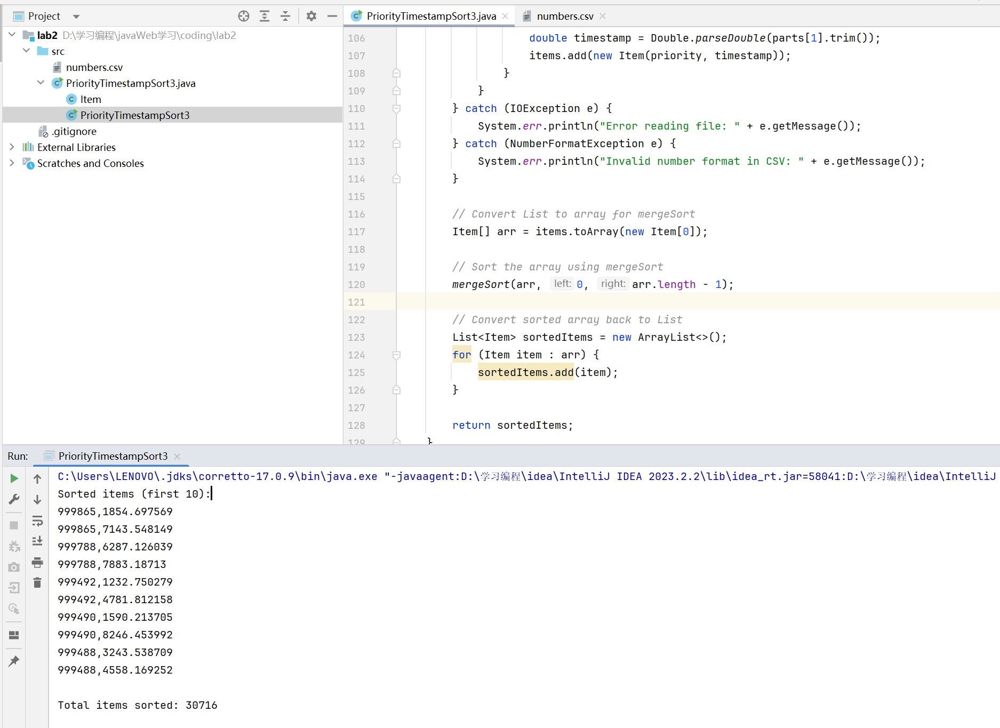 Project
lab2 D:\学习编程\javaWeb学习\coding\lab2
src
numbers.csv
PriorityTimestampSort3.java
Item
PriorityTimestampSort3
.gitignore
External Libraries
Scratches and Consoles
PriorityTimestampSort3.java numbers.csv
106 double timestamp = Double.parseDouble(parts[1].trim());
107 items.add(new Item(priority, timestamp));
108 }
109 }
110 } catch (IOException e) {
111 System.err.println("Error reading file: " + e.getMessage());
112 } catch (NumberFormatException e) {
113 System.err.println("Invalid number format in CSV: " + e.getMessage());
114 }
115
116 // Convert List to array for mergeSort
117 Item[] arr = items.toArray(new Item[0]);
118
119 // Sort the array using mergeSort
120 mergeSort(arr, left: 0, right: arr.length - 1);
121
122 // Convert sorted array back to List
123 List<Item> sortedItems = new ArrayList<>();
124 for (Item item : arr) {
125 sortedItems.add(item);
126 }
127
128 return sortedItems;
129 }
Run: PriorityTimestampSort3
C:\Users\LENOVO\.jdks\corretto-17.0.9\bin\java.exe "-javaagent:D:\学习编程\idea\IntelliJ IDEA 2023.2.2\lib\idea_rt.jar=58041:D:\学习编程\idea\IntelliJ
Sorted items (first 10):
999865,1854.697569
999865,7143.548149
999788,6287.126039
999788,7883.18713
999492,1232.750279
999492,4781.812158
999490,1590.213705
999490,8246.453992
999488,3243.538709
999488,4558.169252
Total items sorted: 30716